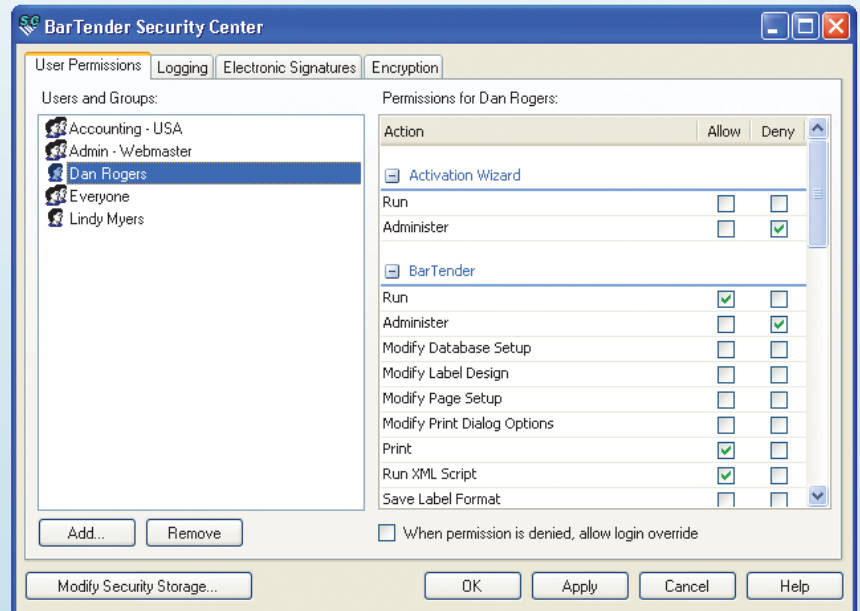 SC BarTender Security Center
User Permissions Logging Electronic Signatures Encryption
Users and Groups:
Accounting - USA
Admin - Webmaster
Dan Rogers
Everyone
Lindy Myers
Add... Remove
Permissions for Dan Rogers:
Action Allow Deny
Activation Wizard
Run
Administer
BarTender
Run
Administer
Modify Database Setup
Modify Label Design
Modify Page Setup
Modify Print Dialog Options
Print
Run XML Script
Save Label Format
When permission is denied, allow login override
Modify Security Storage... OK Apply Cancel Help